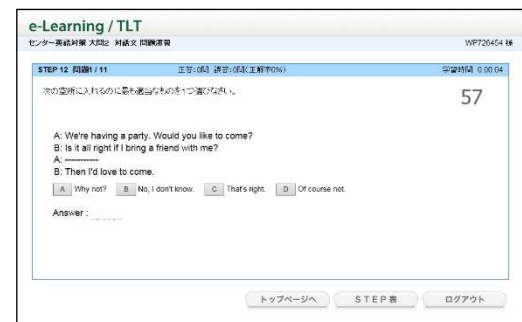 e-Learning / TLT
センター英語対策 大問2 対話文 問題演習 WP726454 様
STEP 12 問題1 / 11 正答:0問 誤答:0問(正解率0%) 学習時間 0:00:04
次の空所に入れるのに最も適当なものを1つ選びなさい。
57
A: We're having a party. Would you like to come?
B: Is it all right if I bring a friend with me?
A: -----------
B: Then I'd love to come.
A Why not? B No, I don't know. C That's right. D Of course not.
Answer :
トップページへ STEP表 ログアウト